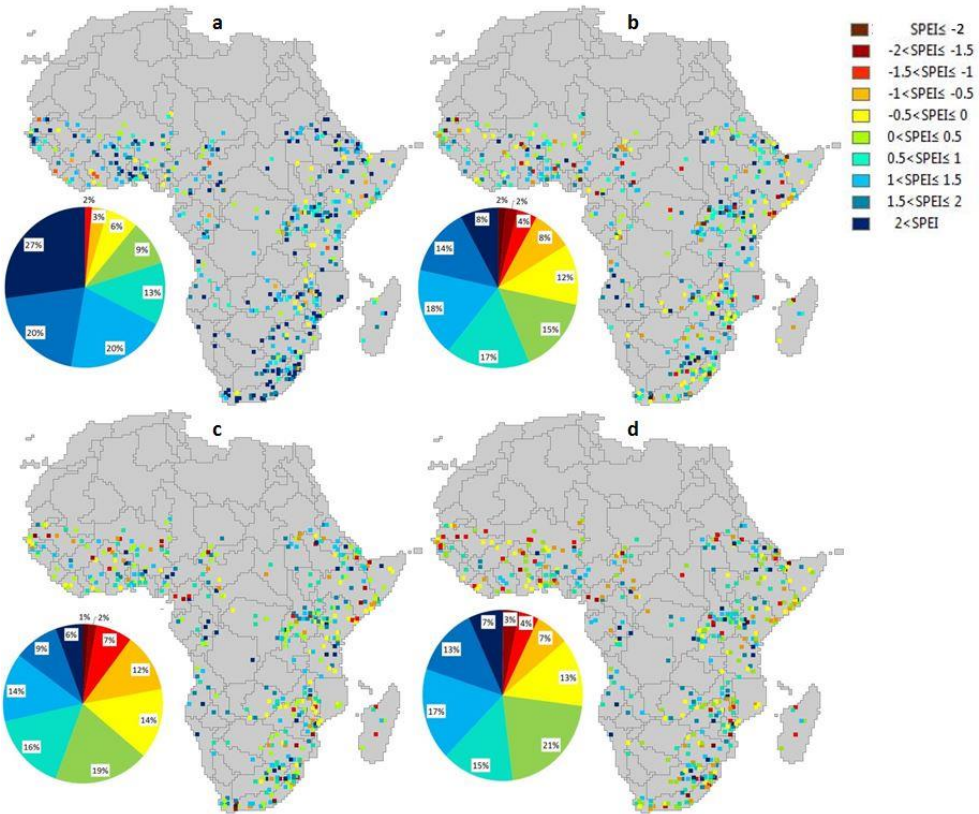 a
b
SPEI≤ -2
-2<SPEI≤ -1.5
-1.5<SPEI≤ -1
-1<SPEI≤ -0.5
-0.5<SPEI≤ 0
0<SPEI≤ 0.5
0.5<SPEI≤ 1
1<SPEI≤ 1.5
1.5<SPEI≤ 2
2<SPEI
2%
3%
6%
9%
13%
20%
20%
27%
2%
2%
4%
8%
12%
15%
17%
18%
14%
8%
c
d
1%
2%
7%
12%
14%
19%
16%
14%
9%
6%
3%
4%
7%
13%
21%
15%
17%
13%
7%